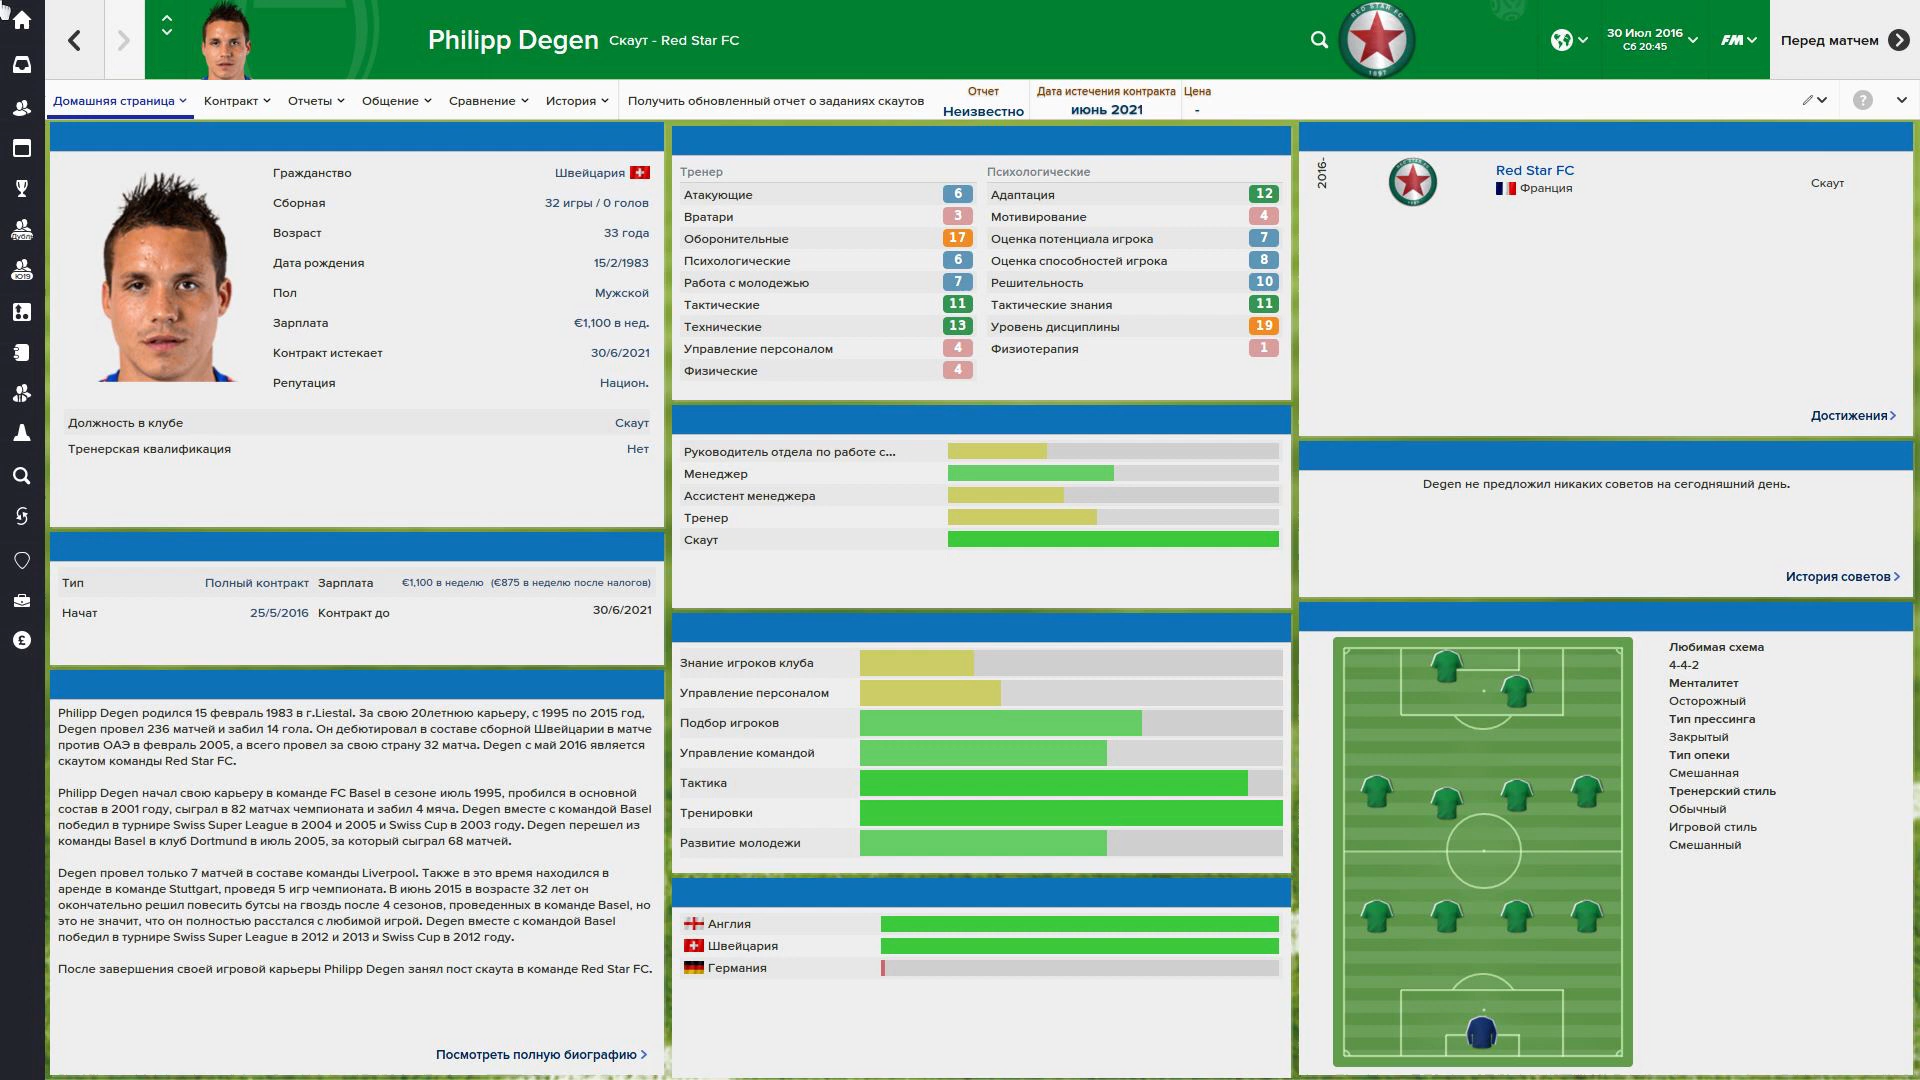 Philipp Degen Скаут - Red Star FC
RED STAR FC
1897
30 Июл 2016
Сб 20:45
FM
Перед матчем
Домашняя страница
Контракт
Отчеты
Общение
Сравнение
История
Получить обновленный отчет о заданиях скаутов
Отчет
Неизвестно
Дата истечения контракта
июнь 2021
Цена
-
Дубль
Ю19
Гражданство Швейцария
Сборная 32 игры / 0 голов
Возраст 33 года
Дата рождения 15/2/1983
Пол Мужской
Зарплата €1,100 в нед.
Контракт истекает 30/6/2021
Репутация Национ.
Должность в клубе Скаут
Тренерская квалификация Нет
Тип Полный контракт Зарплата €1,100 в неделю (€875 в неделю после налогов)
Начат 25/5/2016 Контракт до 30/6/2021
Philipp Degen родился 15 февраль 1983 в г.Liestal. За свою 20летнюю карьеру, с 1995 по 2015 год,
Degen провел 236 матчей и забил 14 гола. Он дебютировал в составе сборной Швейцарии в матче
против ОАЭ в февраль 2005, а всего провел за свою страну 32 матча. Degen с май 2016 является
скаутом команды Red Star FC.
Philipp Degen начал свою карьеру в команде FC Basel в сезоне июль 1995, пробился в основной
состав в 2001 году, сыграл в 82 матчах чемпионата и забил 4 мяча. Degen вместе с командой Basel
победил в турнире Swiss Super League в 2004 и 2005 и Swiss Cup в 2003 году. Degen перешел из
команды Basel в клуб Dortmund в июль 2005, за который сыграл 68 матчей.
Degen провел только 7 матчей в составе команды Liverpool. Также в это время находился в
аренде в команде Stuttgart, проведя 5 игр чемпионата. В июнь 2015 в возрасте 32 лет он
окончательно решил повесить бутсы на гвоздь после 4 сезонов, проведенных в команде Basel, но
это не значит, что он полностью расстался с любимой игрой. Degen вместе с командой Basel
победил в турнире Swiss Super League в 2012 и 2013 и Swiss Cup в 2012 году.
После завершения своей игровой карьеры Philipp Degen занял пост скаута в команде Red Star FC.
Посмотреть полную биографию
Тренер
Атакующие 6
Вратари 3
Оборонительные 17
Психологические 6
Работа с молодежью 7
Тактические 11
Технические 13
Управление персоналом 4
Физические 4
Психологические
Адаптация 12
Мотивирование 4
Оценка потенциала игрока 7
Оценка способностей игрока 8
Решительность 10
Тактические знания 11
Уровень дисциплины 19
Физиотерапия 1
Руководитель отдела по работе с...
Менеджер
Ассистент менеджера
Тренер
Скаут
Знание игроков клуба
Управление персоналом
Подбор игроков
Управление командой
Тактика
Тренировки
Развитие молодежи
Англия
Швейцария
Германия
2016-
Red Star FC
Франция
Скаут
Достижения
Degen не предложил никаких советов на сегодняшний день.
История советов
Любимая схема
4-4-2
Менталитет
Осторожный
Тип прессинга
Закрытый
Тип опеки
Смешанная
Тренерский стиль
Обычный
Игровой стиль
Смешанный